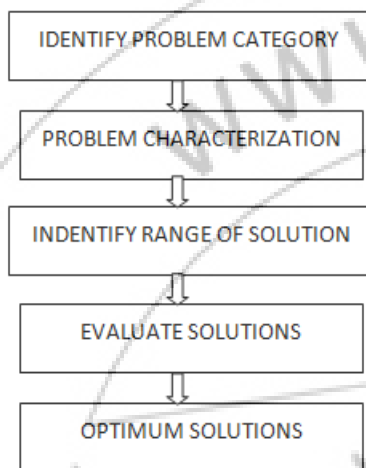 IDENTIFY PROBLEM CATEGORY
PROBLEM CHARACTERIZATION
INDENTIFY RANGE OF SOLUTION
EVALUATE SOLUTIONS
OPTIMUM SOLUTIONS